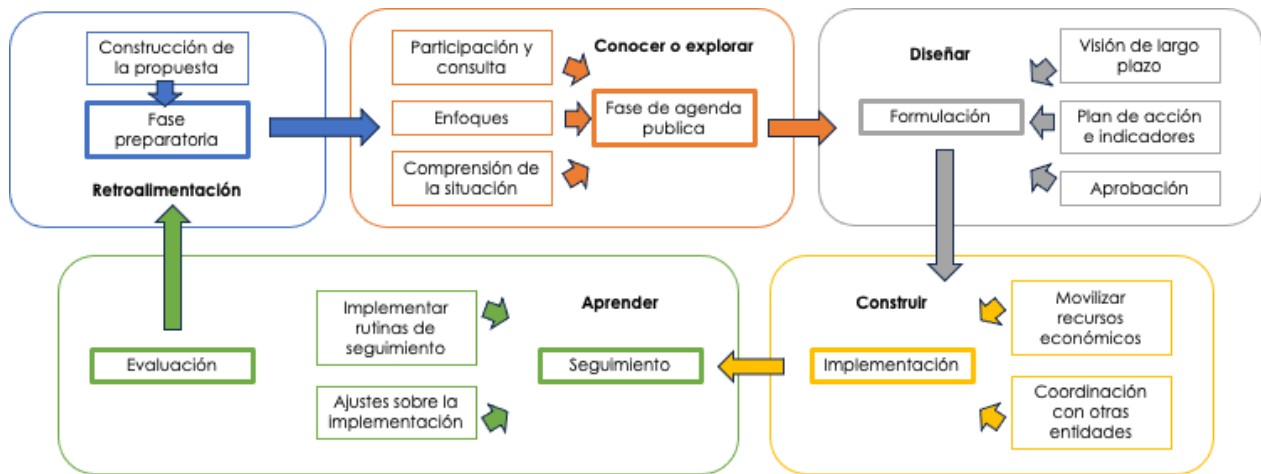 Construcción de
la propuesta
Fase
preparatoria
Retroalimentación
Participación y
consulta
Enfoques
Comprensión de
la situación
Conocer o explorar
Fase de agenda
publica
Diseñar
Formulación
Visión de largo
plazo
Plan de acción
e indicadores
Aprobación
Construir
Implementación
Movilizar
recursos
económicos
Coordinación
con otras
entidades
Aprender
Seguimiento
Implementar
rutinas de
seguimiento
Ajustes sobre la
implementación
Evaluación